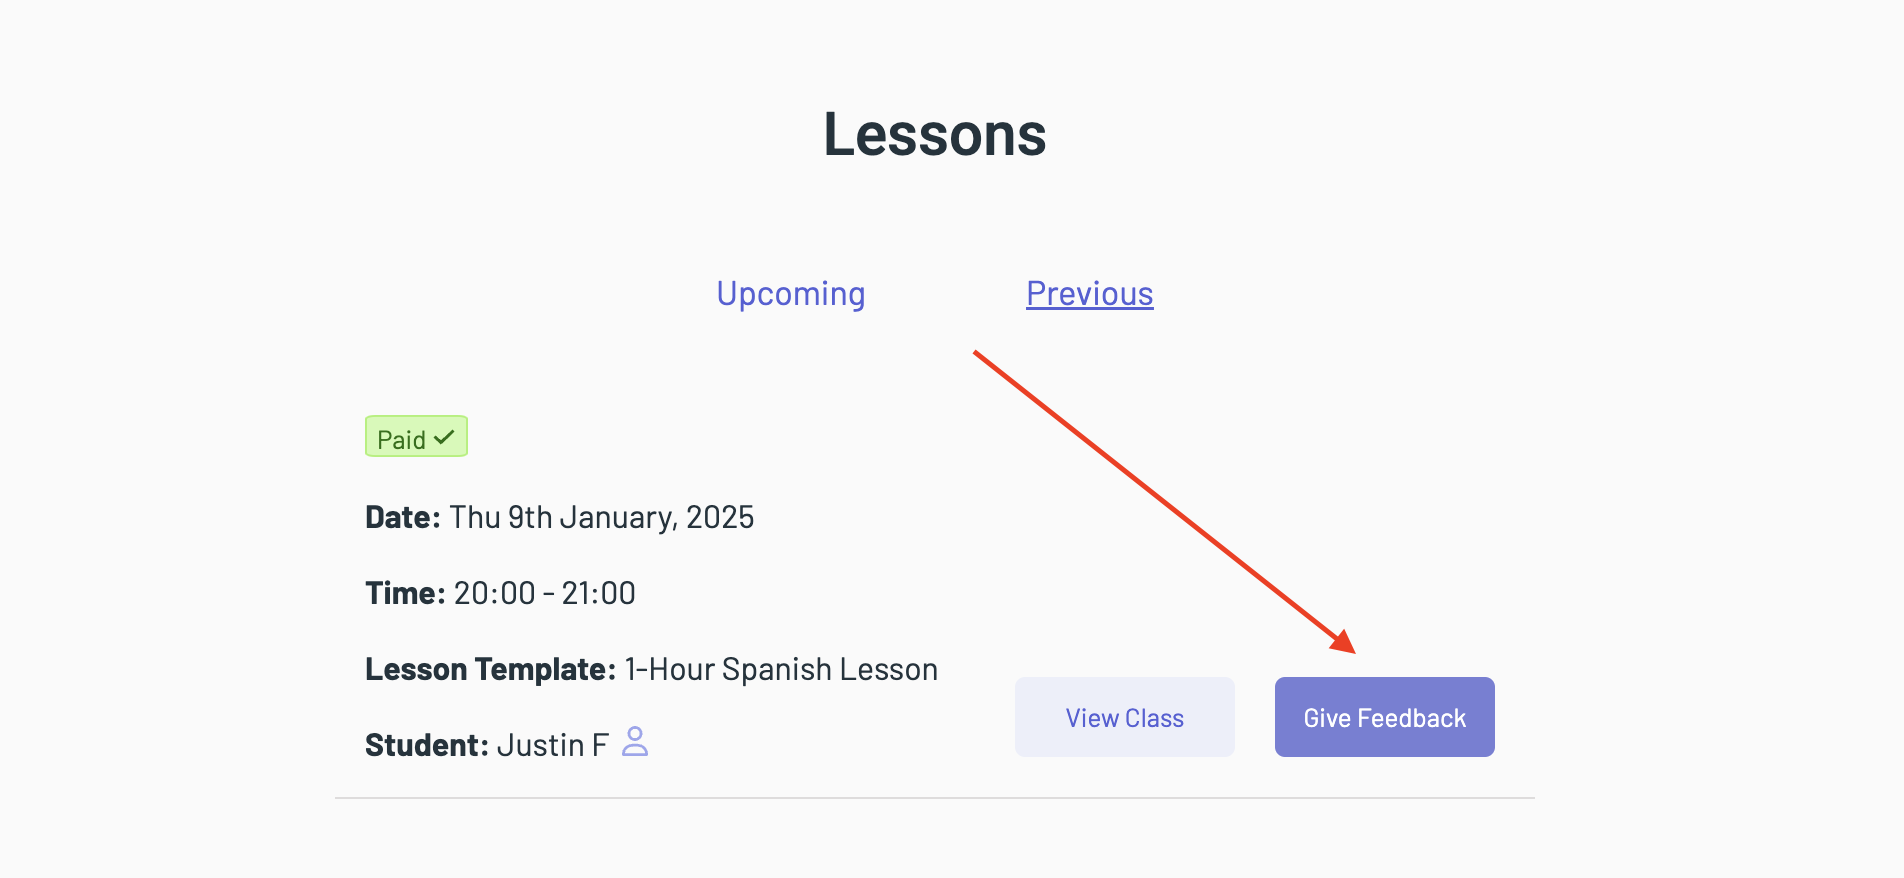 Lessons
Upcoming
Previous
Paid
Date: Thu 9th January, 2025
Time: 20:00 - 21:00
Lesson Template: 1-Hour Spanish Lesson
Student: Justin F
View Class
Give Feedback